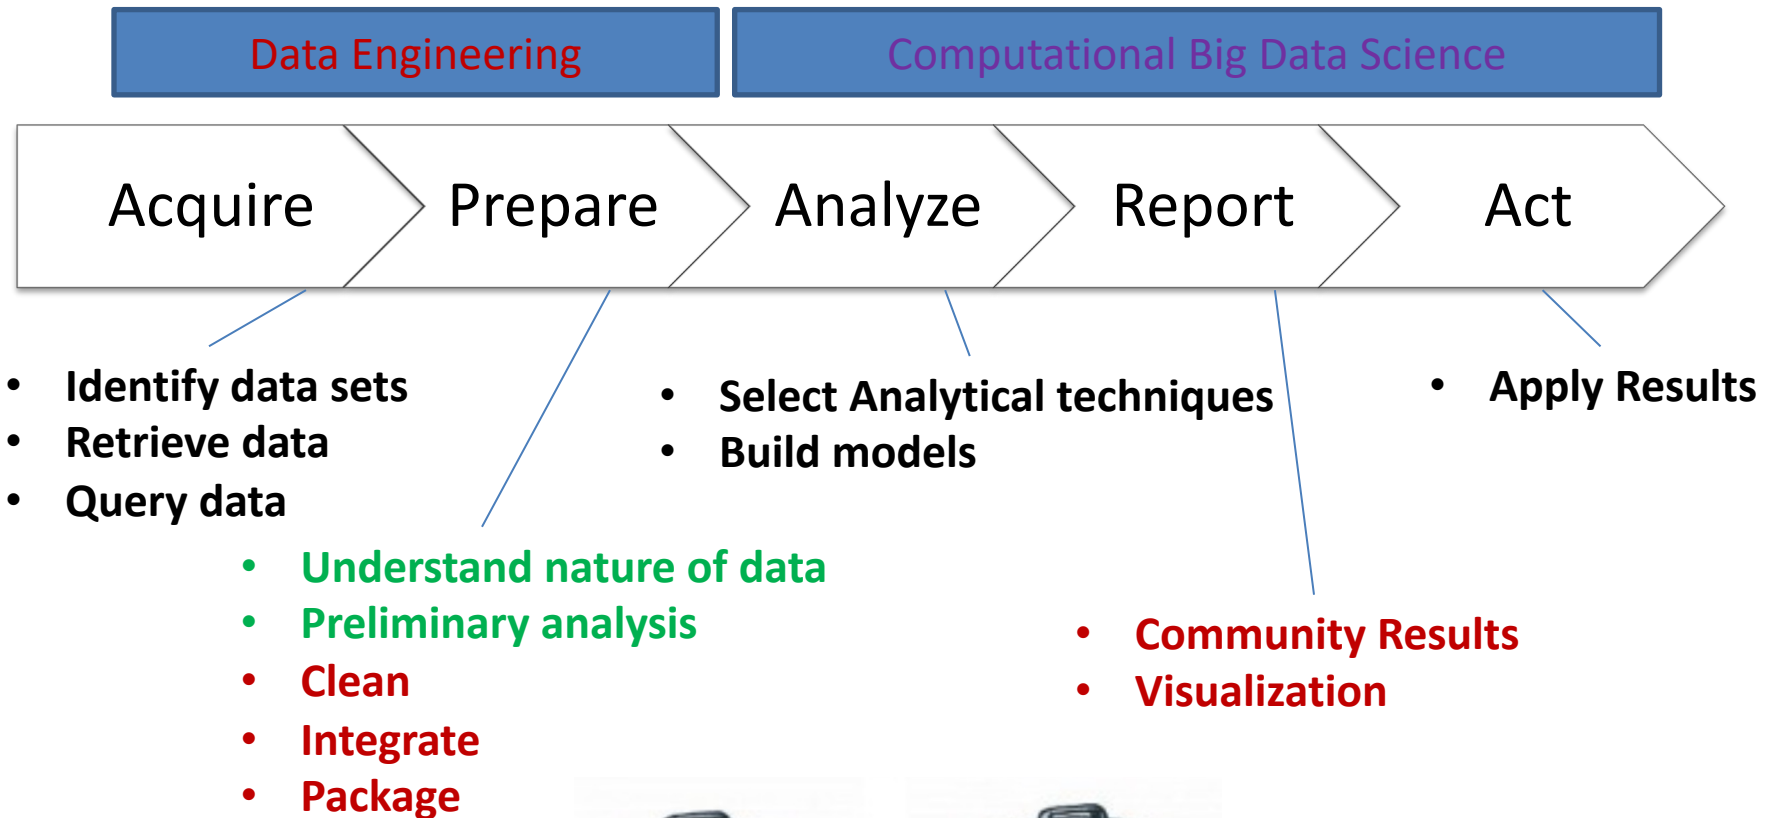 Data Engineering
Computational Big Data Science
Acquire
Prepare
Analyze
Report
Act
• Identify data sets
• Retrieve data
• Query data
• Understand nature of data
• Preliminary analysis
• Clean
• Integrate
• Package
• Select Analytical techniques
• Build models
• Community Results
• Visualization
• Apply Results